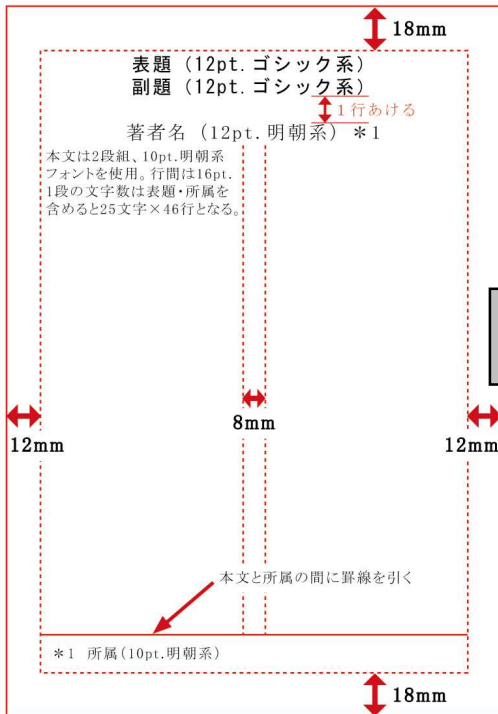 18mm
表題（12pt.ゴシック系）
副題（12pt.ゴシック系）
1行あける
著者名（12pt.明朝系）＊1
本文は2段組、10pt.明朝系
フォントを使用。行間は16pt.
1段の文字数は表題・所属を
含めると25文字×46行となる。
12mm
8mm
12mm
本文と所属の間に罫線を引く
＊1 所属（10pt.明朝系）
18mm